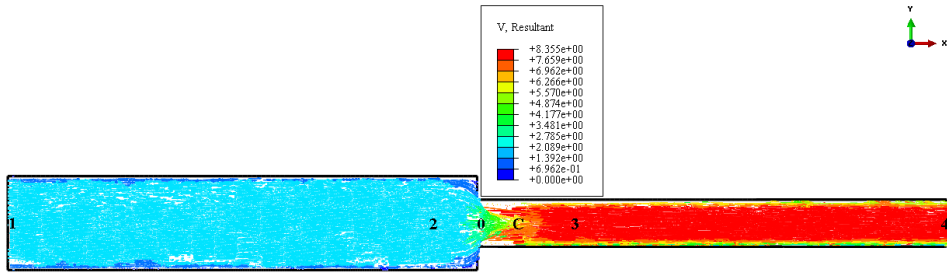 V, Resultant
+8.355e+00
+7.659e+00
+6.962e+00
+6.266e+00
+5.570e+00
+4.874e+00
+4.177e+00
+3.481e+00
+2.785e+00
+2.089e+00
+1.392e+00
+6.962e-01
+0.000e+00
Y
X
1 2 0 C 3 4